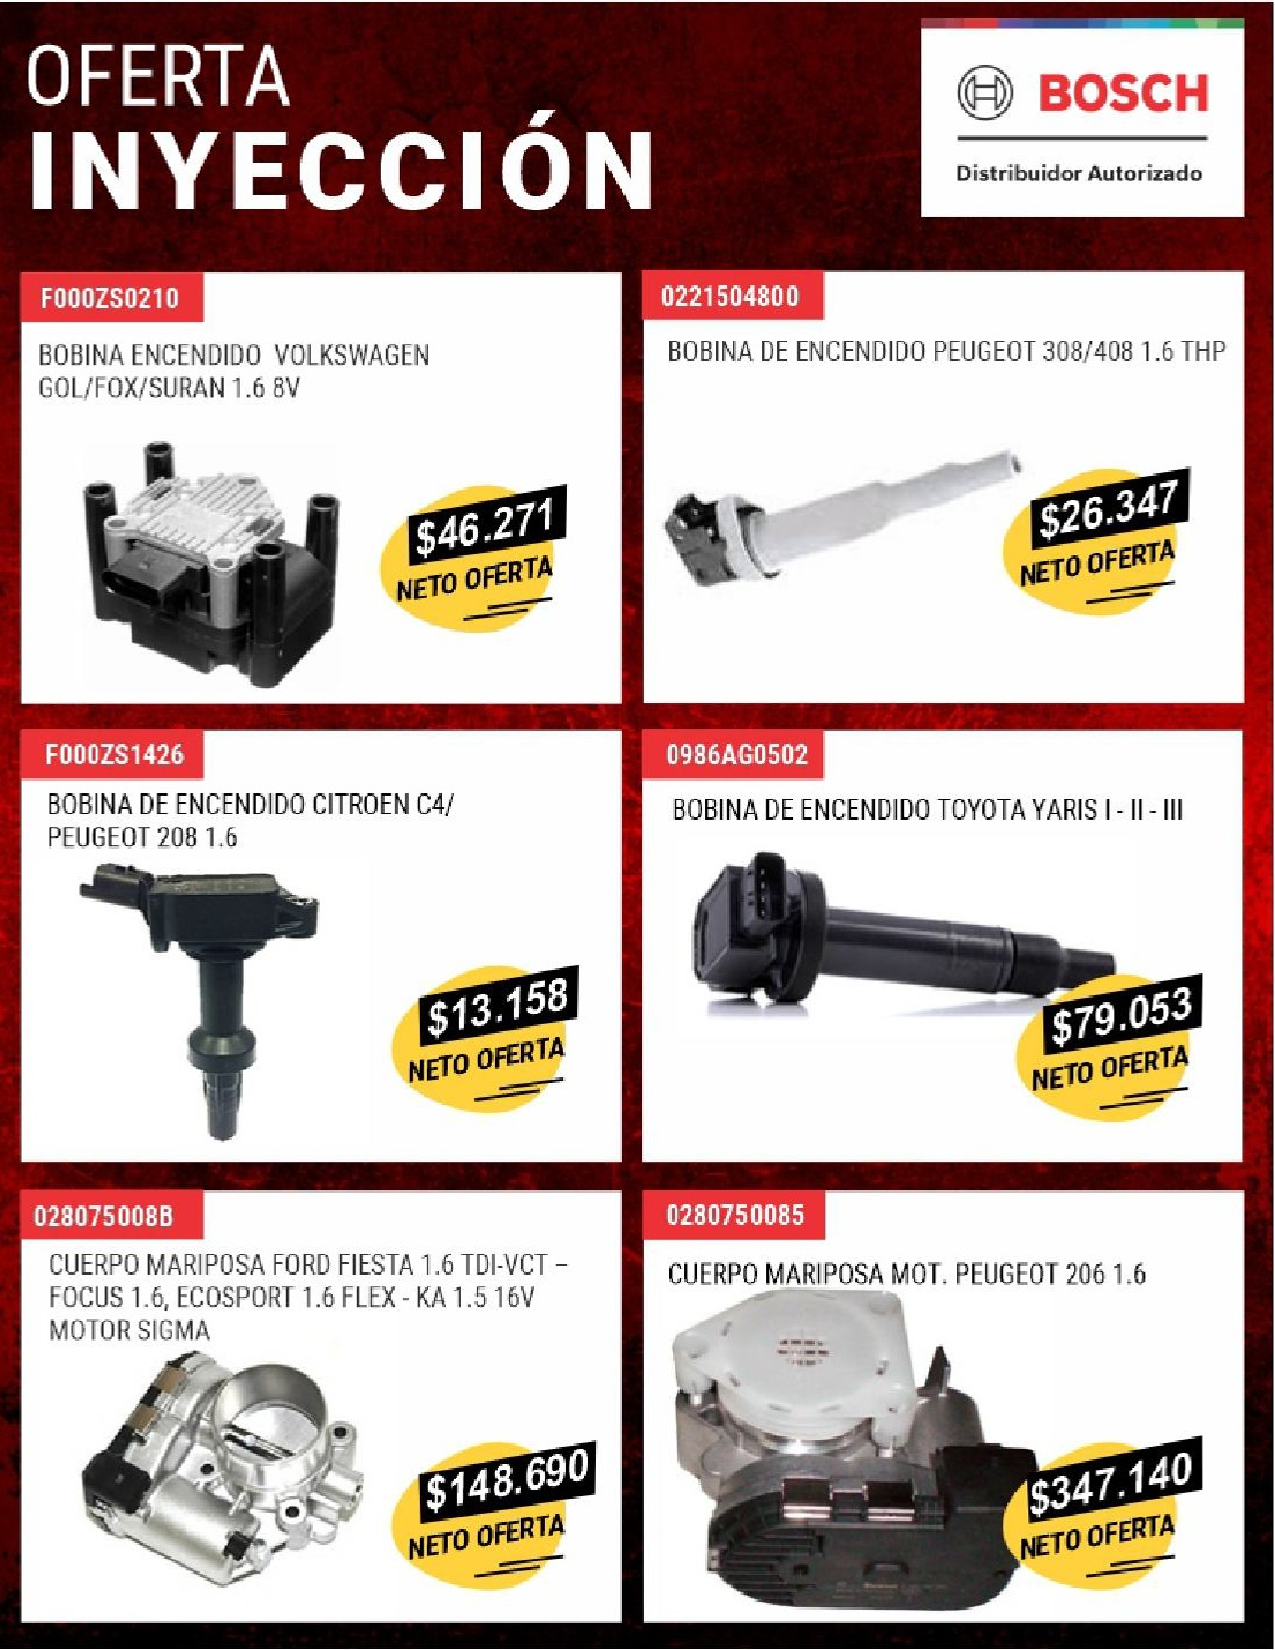 OFERTA
INYECCIÓN
BOSCH
Distribuidor Autorizado
F000ZS0210
BOBINA ENCENDIDO VOLKSWAGEN
GOL/FOX/SURAN 1.6 8V
$46.271
NETO OFERTA
0221504800
BOBINA DE ENCENDIDO PEUGEOT 308/408 1.6 THP
$26.347
NETO OFERTA
F000ZS1426
BOBINA DE ENCENDIDO CITROEN C4/
PEUGEOT 208 1.6
$13.158
NETO OFERTA
0986AG0502
BOBINA DE ENCENDIDO TOYOTA YARIS I - II - III
$79.053
NETO OFERTA
028075008B
CUERPO MARIPOSA FORD FIESTA 1.6 TDI-VCT –
FOCUS 1.6, ECOSPORT 1.6 FLEX - KA 1.5 16V
MOTOR SIGMA
$148.690
NETO OFERTA
0280750085
CUERPO MARIPOSA MOT. PEUGEOT 206 1.6
$347.140
NETO OFERTA